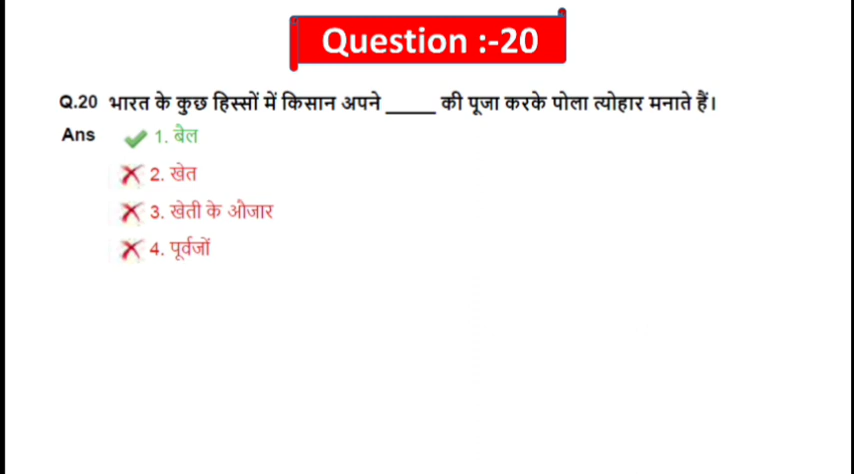 Question :-20
Q.20 भारत के कुछ हिस्सों में किसान अपने _____ की पूजा करके पोला त्योहार मनाते हैं।
Ans 1. बैल
2. खेत
3. खेती के औजार
4. पूर्वजों